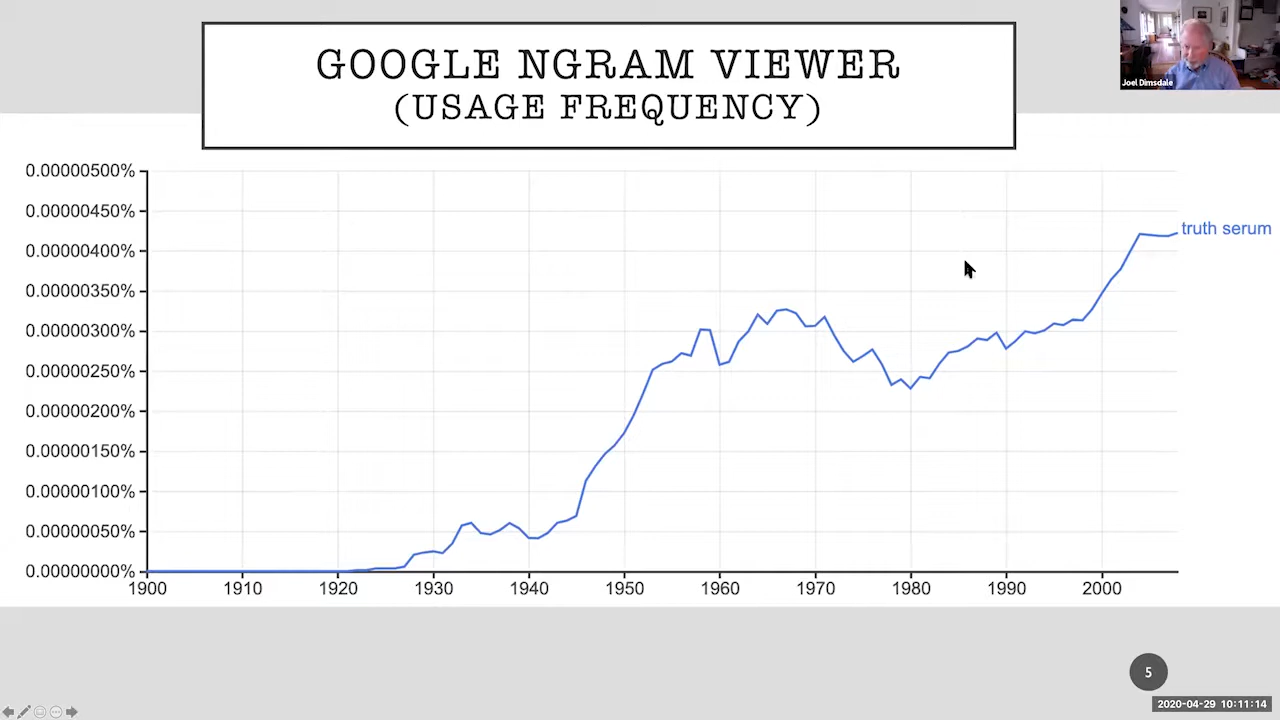 GOOGLE NGRAM VIEWER
(USAGE FREQUENCY)
Joel Dimsdale
0.00000500%
0.00000450%
0.00000400%
0.00000350%
0.00000300%
0.00000250%
0.00000200%
0.00000150%
0.00000100%
0.00000050%
0.00000000%
truth serum
1900 1910 1920 1930 1940 1950 1960 1970 1980 1990 2000
5
2020-04-29 10:11:14